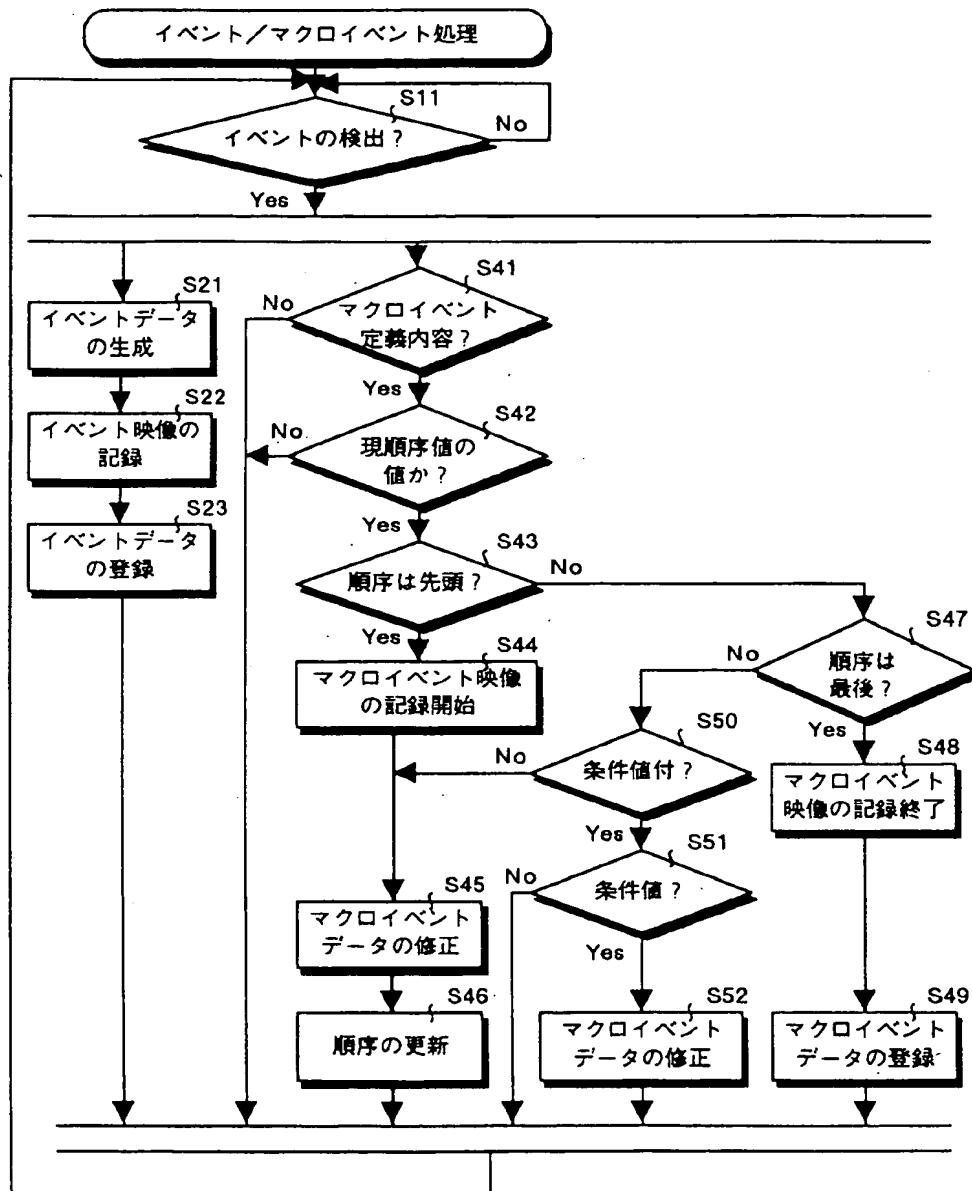 イベント／マクロイベント処理
S11
イベントの検出？
No
Yes
S21
イベントデータ
の生成
S22
イベント映像の
記録
S23
イベントデータ
の登録
S41
No
マクロイベント
定義内容？
Yes
S42
No
現順序値の
値か？
Yes
S43
順序は先頭？
No
Yes
S44
マクロイベント映像
の記録開始
S47
No
順序は
最後？
Yes
S50
No
条件値付？
Yes
S48
マクロイベント
映像の記録終了
S51
No
条件値？
Yes
S45
マクロイベント
データの修正
S46
順序の更新
S52
マクロイベント
データの修正
S49
マクロイベント
データの登録